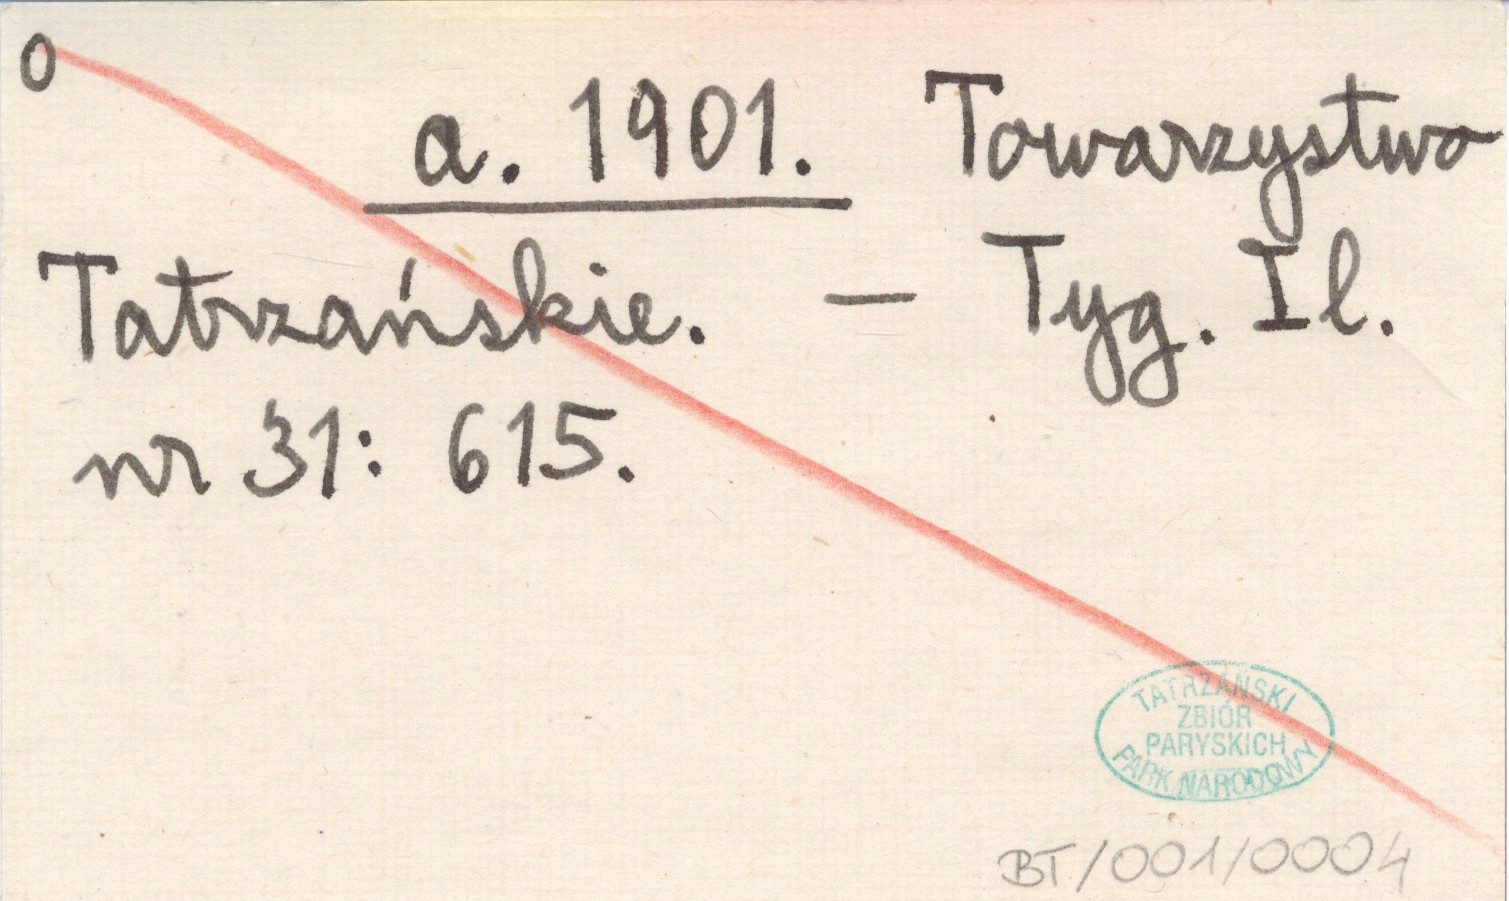 0
a. 1901. Towarzystwo
Tatrzańskie. — Tyg. Il.
nr 31: 615.
TATRZAŃSKI
ZBIÓR
PARYSKICH
PARK NARODOWY
BT/001/0004